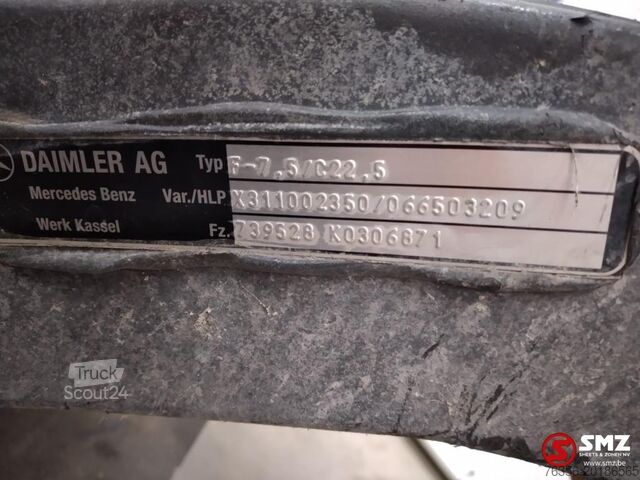 DAIMLER AG Typ F-7,5/C22,5
Mercedes Benz Var./HLP X311002350/066503209
Werk Kassel Fz. 739528 K0306871
Truck
Scout24
SMZ
SMEETS & ZONEN NV
www.smz.be